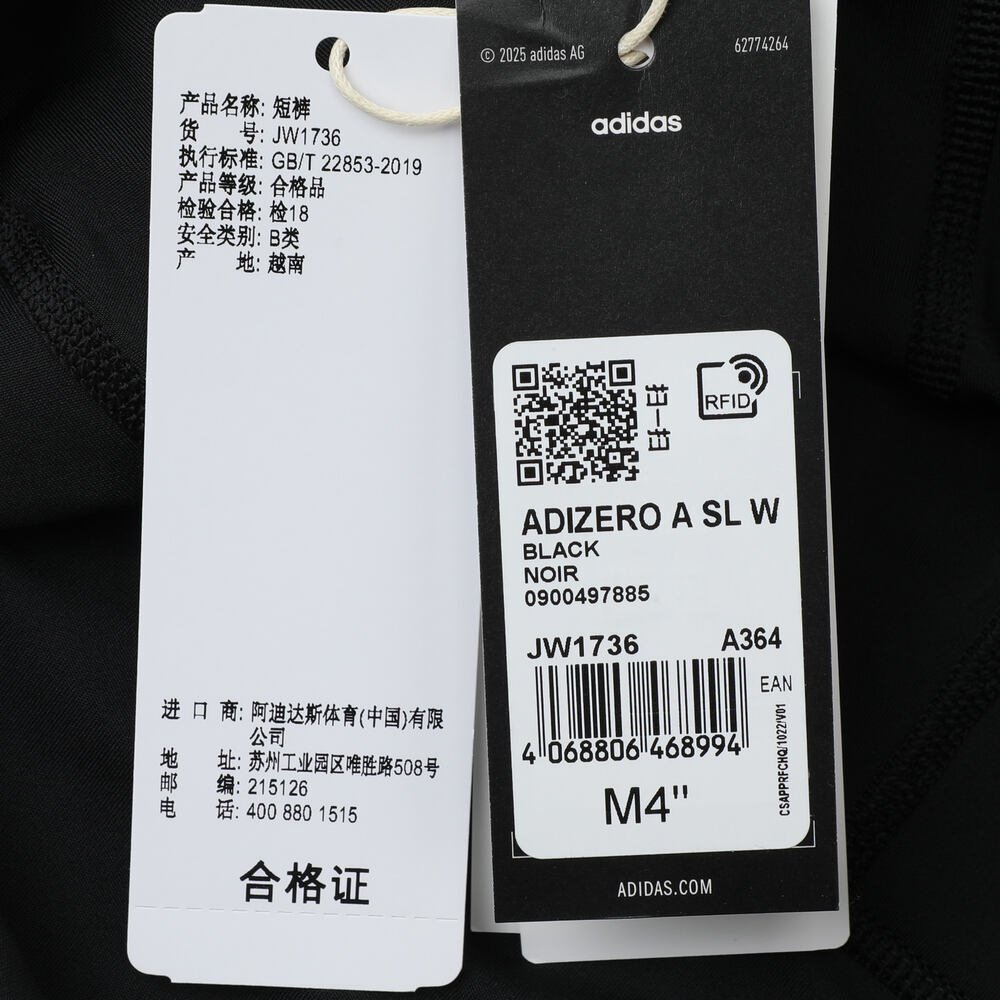 产品名称: 短裤
货 号: JW1736
执行标准: GB/T 22853-2019
产品等级: 合格品
检验合格: 检18
安全类别: B类
产 地: 越南
进 口 商: 阿迪达斯体育(中国)有限
公司
地 址: 苏州工业园区唯胜路508号
邮 编: 215126
电 话: 400 880 1515
合格证
© 2025 adidas AG
62774264
adidas
扫一扫
RFID
ADIZERO A SL W
BLACK
NOIR
0900497885
JW1736 A364
EAN
4 068806 468994
CSAPPRFCHQ/1022/V01
M4"
ADIDAS.COM